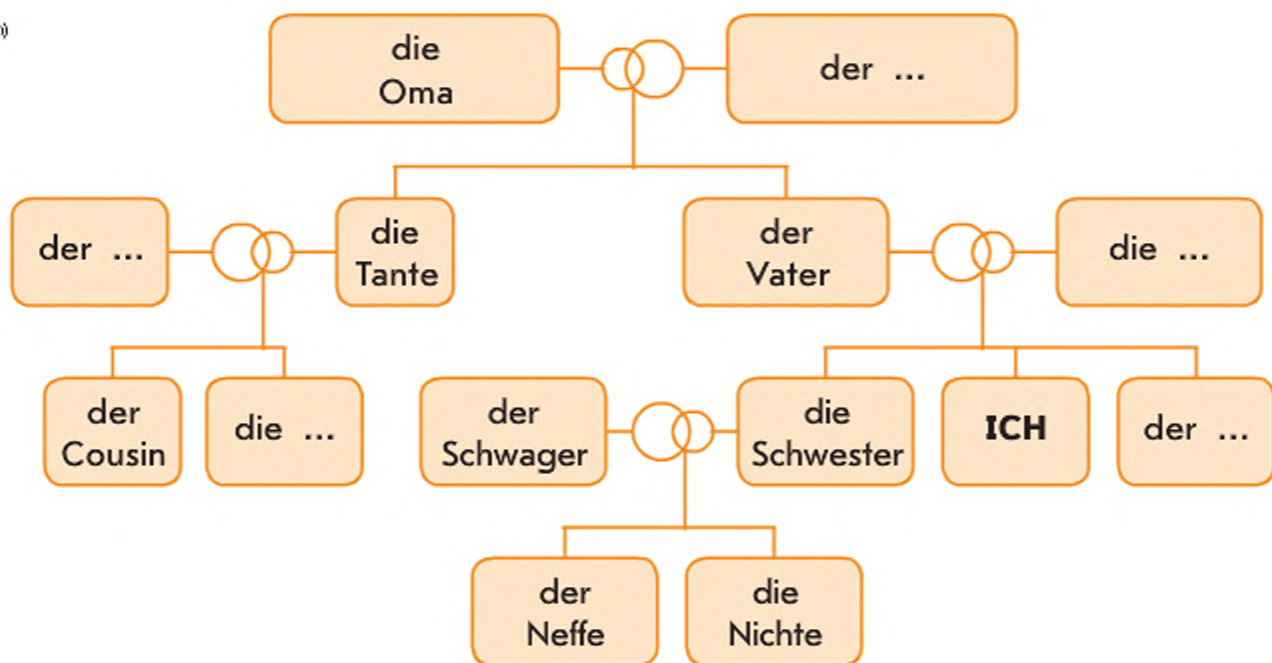 die
Oma
der ...
der ...
die
Tante
der
Vater
die ...
der
Cousin
die ...
der
Schwager
die
Schwester
ICH
der ...
der
Neffe
die
Nichte